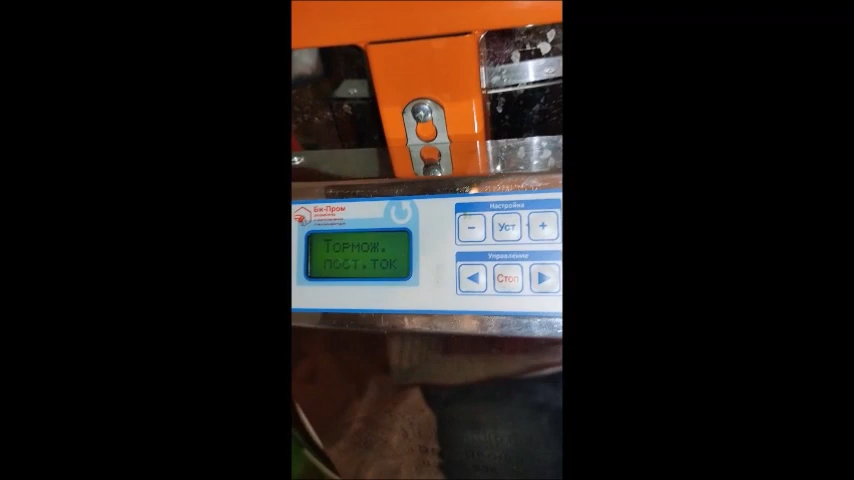 Би-Пром
Тормож.
пост.ток
Настройка
−
Уст
+
Управление
Стоп